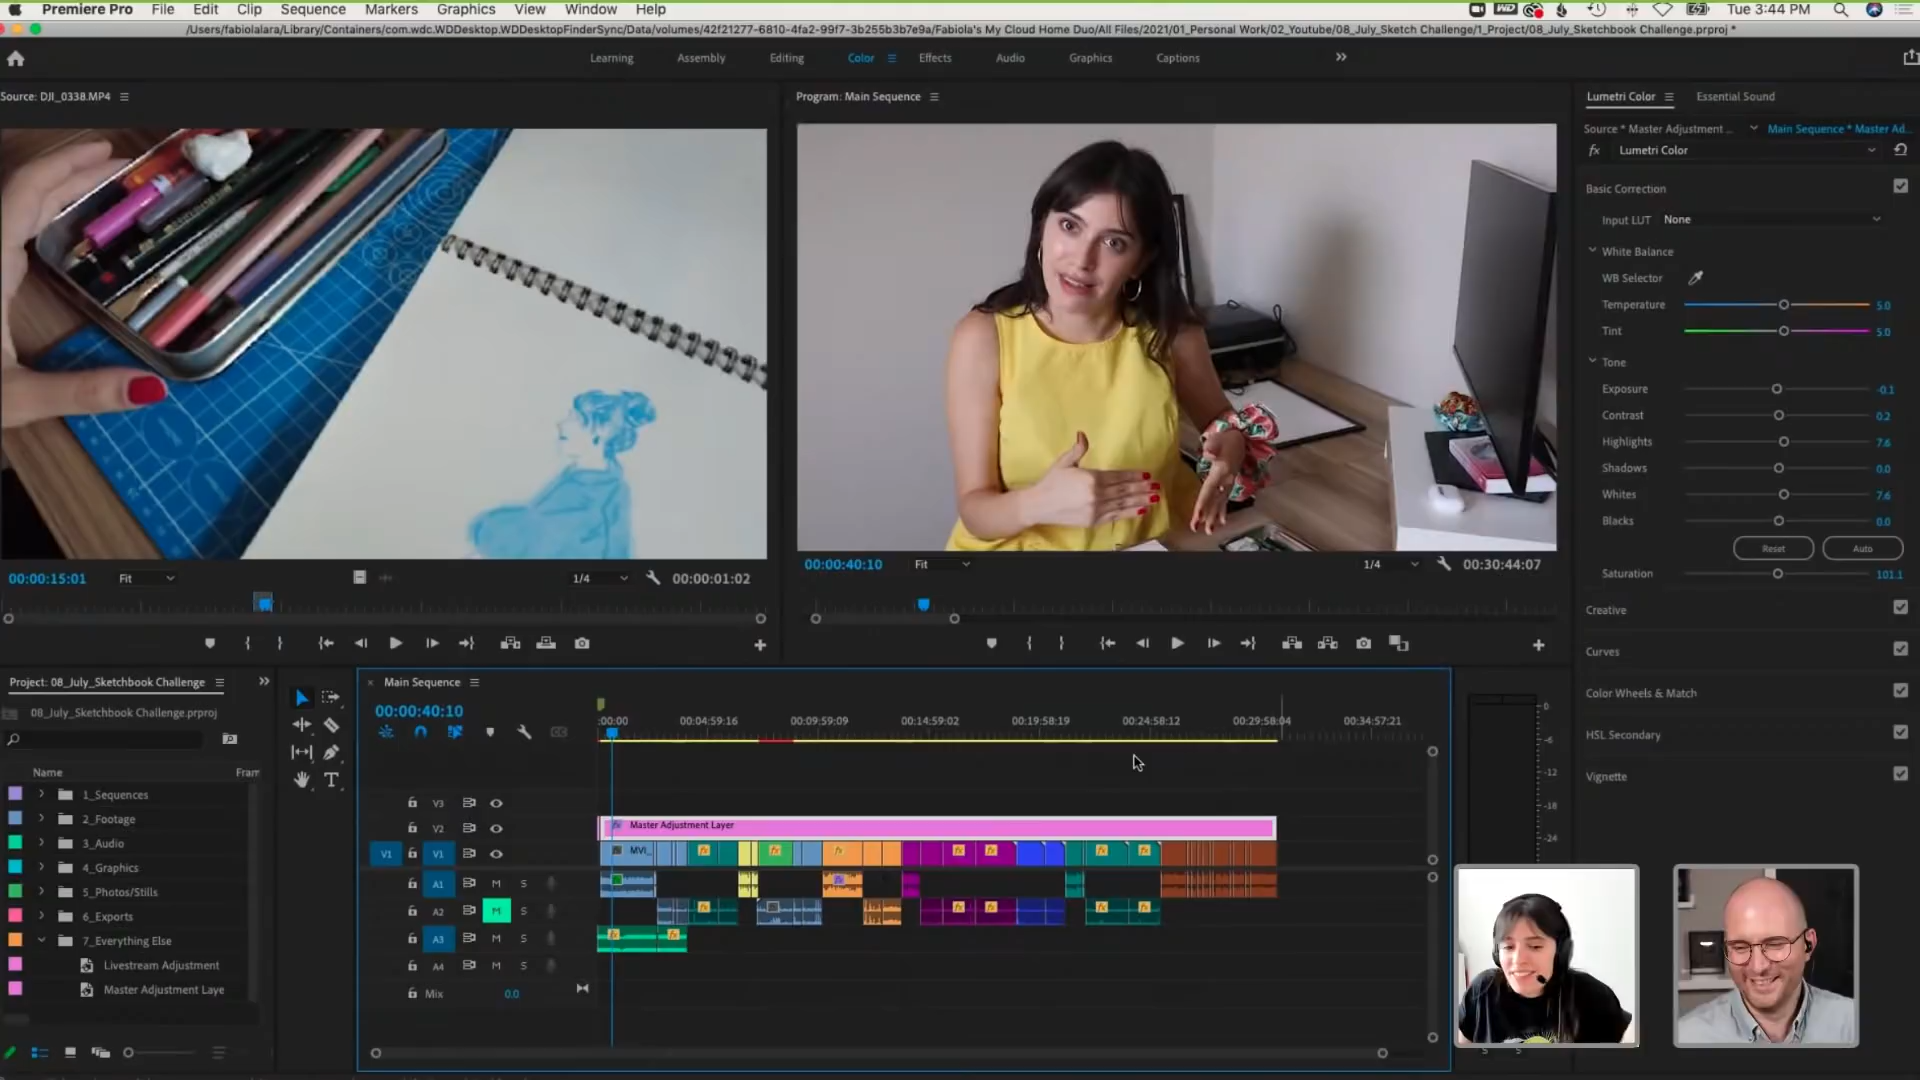 Premiere Pro File Edit Clip Sequence Markers Graphics View Window Help Tue 3:44 PM
/Users/fabiolalara/Library/Containers/com.wdc.WDDesktop.WDDesktopFinderSync/Data/volumes/42f21277-6810-4fa2-99f7-3b255b3b7e9a/Fabiola's My Cloud Home Duo/All Files/2021/01_Personal Work/02_Youtube/08_July_Sketch Challenge/1_Project/08_July_Sketchbook Challenge.prproj *
Learning Assembly Editing Color Effects Audio Graphics Captions
Source: DJI_0338.MP4
Program: Main Sequence
Lumetri Color Essential Sound
Source * Master Adjustment ... Main Sequence * Master Ad...
fx Lumetri Color
Basic Correction
Input LUT None
White Balance
WB Selector
Temperature 5.0
Tint 5.0
Tone
Exposure -0.1
Contrast 0.2
Highlights 7.6
Shadows 0.0
Whites 7.6
Blacks 0.0
Reset Auto
Saturation 101.1
Creative
Curves
Color Wheels & Match
HSL Secondary
Vignette
00:00:15:01 Fit 1/4 00:00:01:02
00:00:40:10 Fit 1/4 00:30:44:07
Project: 08_July_Sketchbook Challenge
08_July_Sketchbook Challenge.prproj
Name Fram
1_Sequences
2_Footage
3_Audio
4_Graphics
5_Photos/Stills
6_Exports
7_Everything Else
Livestream Adjustment
Master Adjustment Laye
Main Sequence
00:00:40:10
:00:00 00:04:59:16 00:09:59:09 00:14:59:02 00:19:58:19 00:24:58:12 00:29:58:04 00:34:57:21
V3
V2 Master Adjustment Layer
V1 V1 MVI_
A1 M S
A2 M S
A3 M S
A4 M S
Mix 0.0
0
-6
-12
-18
-24
S S